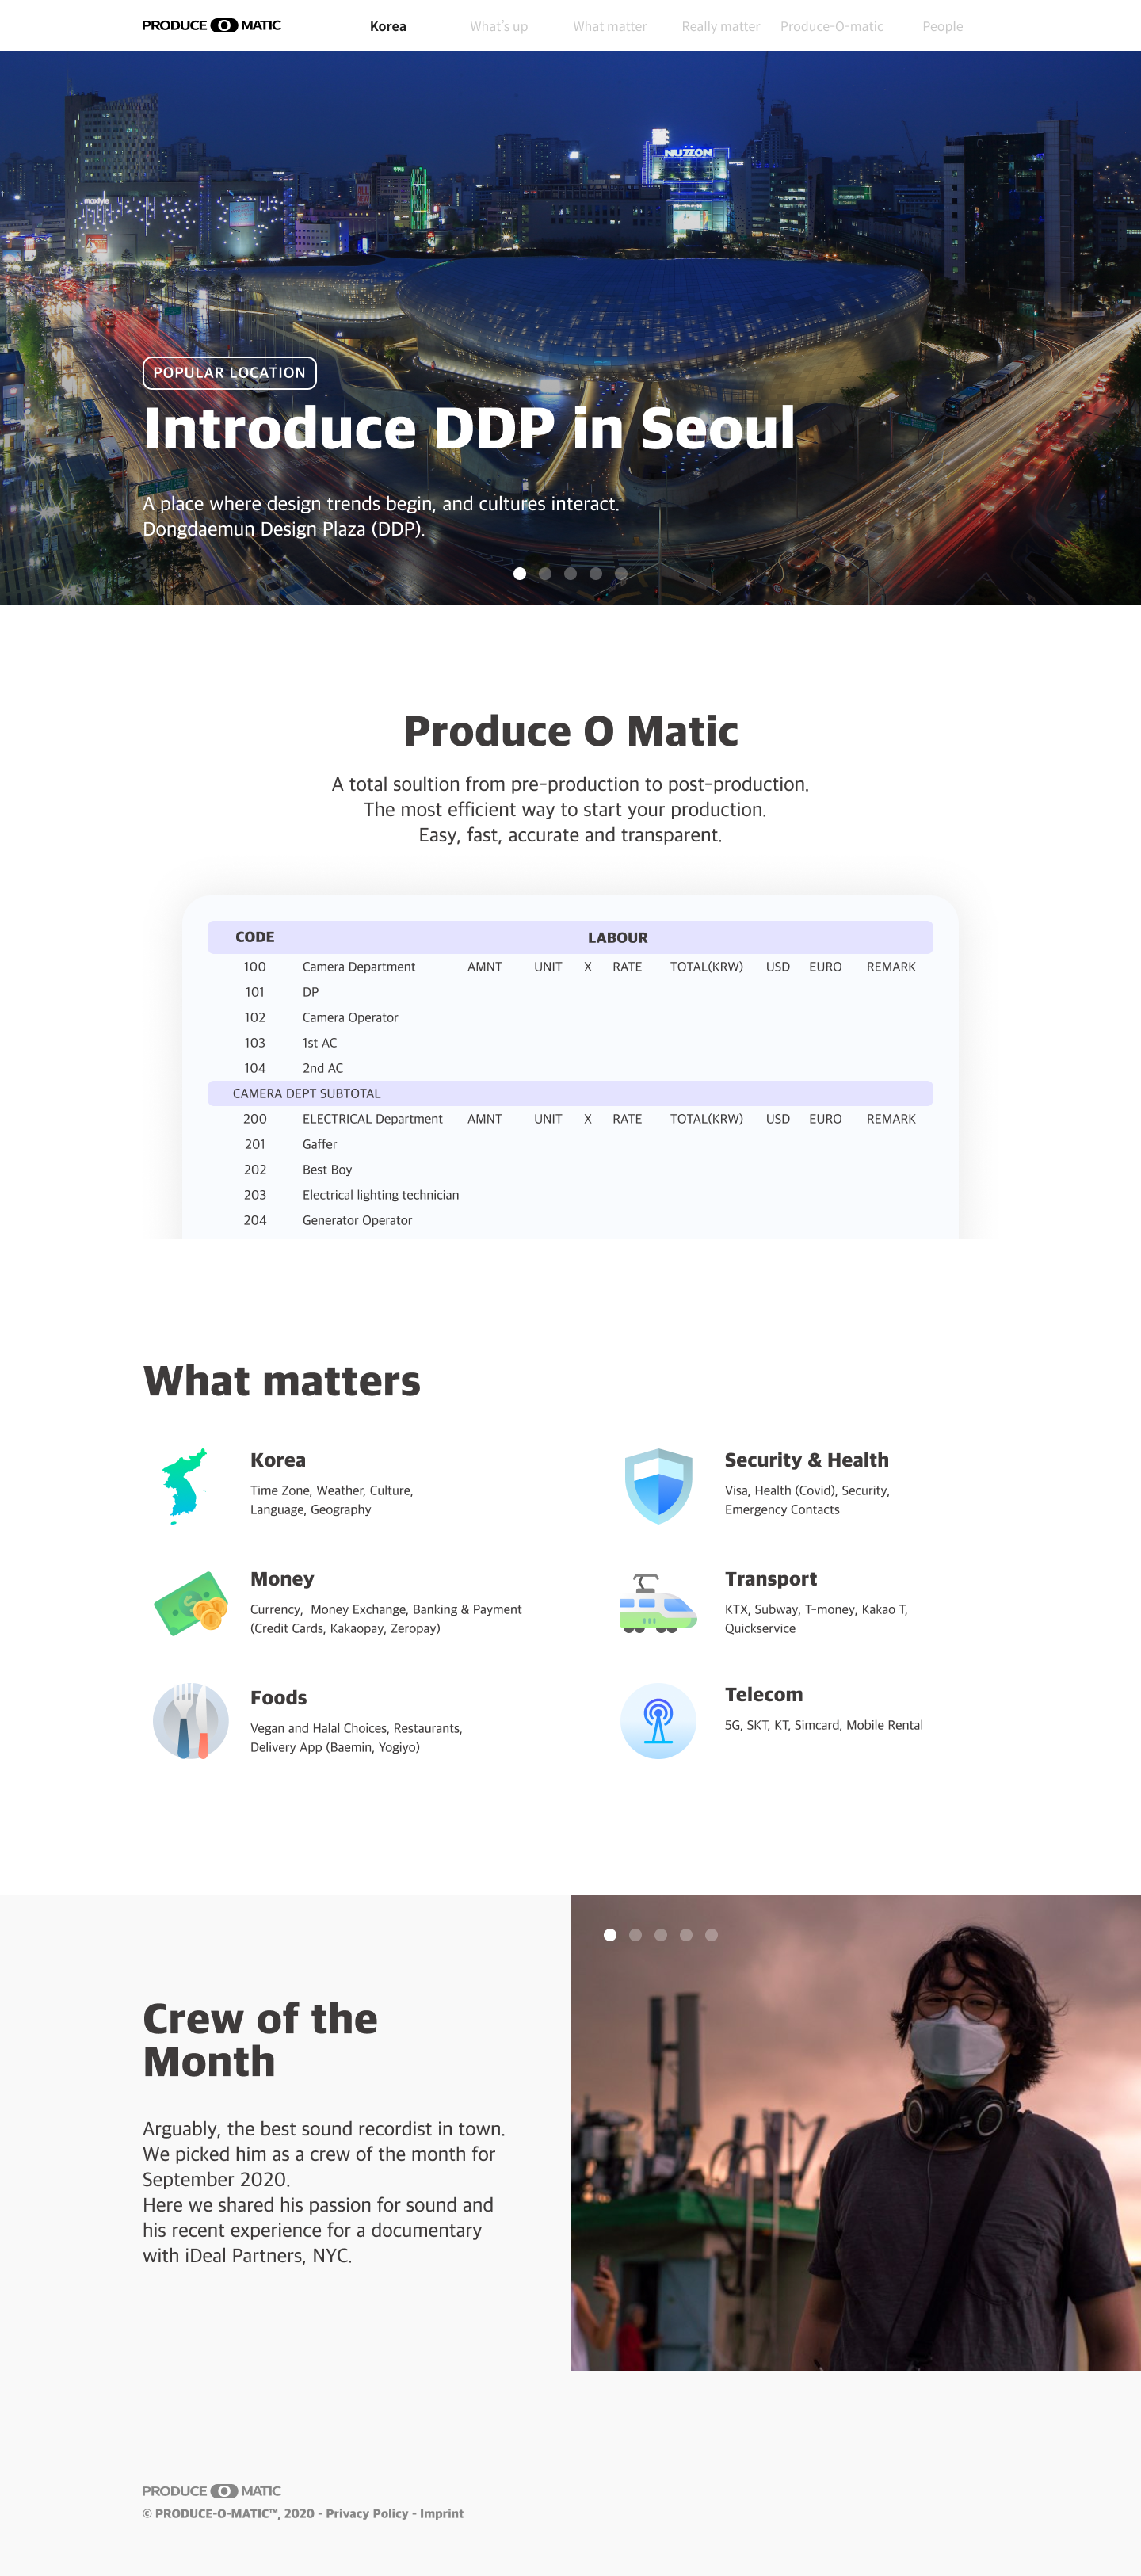 PRODUCE O MATIC
Korea What's up What matter Really matter Produce-O-matic People
NUZZON
maxtyle
POPULAR LOCATION
Introduce DDP in Seoul
A place where design trends begin, and cultures interact.
Dongdaemun Design Plaza (DDP).
Produce O Matic
A total soultion from pre-production to post-production.
The most efficient way to start your production.
Easy, fast, accurate and transparent.
CODE LABOUR
100 Camera Department AMNT UNIT X RATE TOTAL(KRW) USD EURO REMARK
101 DP
102 Camera Operator
103 1st AC
104 2nd AC
CAMERA DEPT SUBTOTAL
200 ELECTRICAL Department AMNT UNIT X RATE TOTAL(KRW) USD EURO REMARK
201 Gaffer
202 Best Boy
203 Electrical lighting technician
204 Generator Operator
What matters
Korea
Time Zone, Weather, Culture,
Language, Geography
Security & Health
Visa, Health (Covid), Security,
Emergency Contacts
Money
Currency, Money Exchange, Banking & Payment
(Credit Cards, Kakaopay, Zeropay)
Transport
KTX, Subway, T-money, Kakao T,
Quickservice
Foods
Vegan and Halal Choices, Restaurants,
Delivery App (Baemin, Yogiyo)
Telecom
5G, SKT, KT, Simcard, Mobile Rental
Crew of the
Month
Arguably, the best sound recordist in town.
We picked him as a crew of the month for
September 2020.
Here we shared his passion for sound and
his recent experience for a documentary
with iDeal Partners, NYC.
PRODUCE O MATIC
© PRODUCE-O-MATIC™, 2020 - Privacy Policy - Imprint